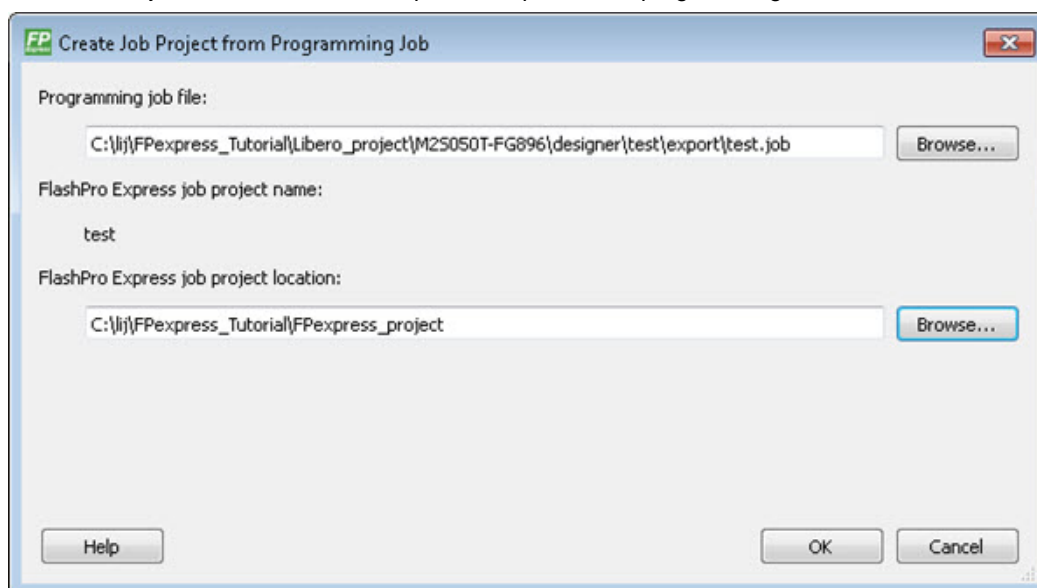 FP Express Create Job Project from Programming Job
Programming job file:
C:\lij\FPexpress_Tutorial\Libero_project\M2S050T-FG896\designer\test\export\test.job Browse...
FlashPro Express job project name:
test
FlashPro Express job project location:
C:\lij\FPexpress_Tutorial\FPexpress_project Browse...
Help OK Cancel